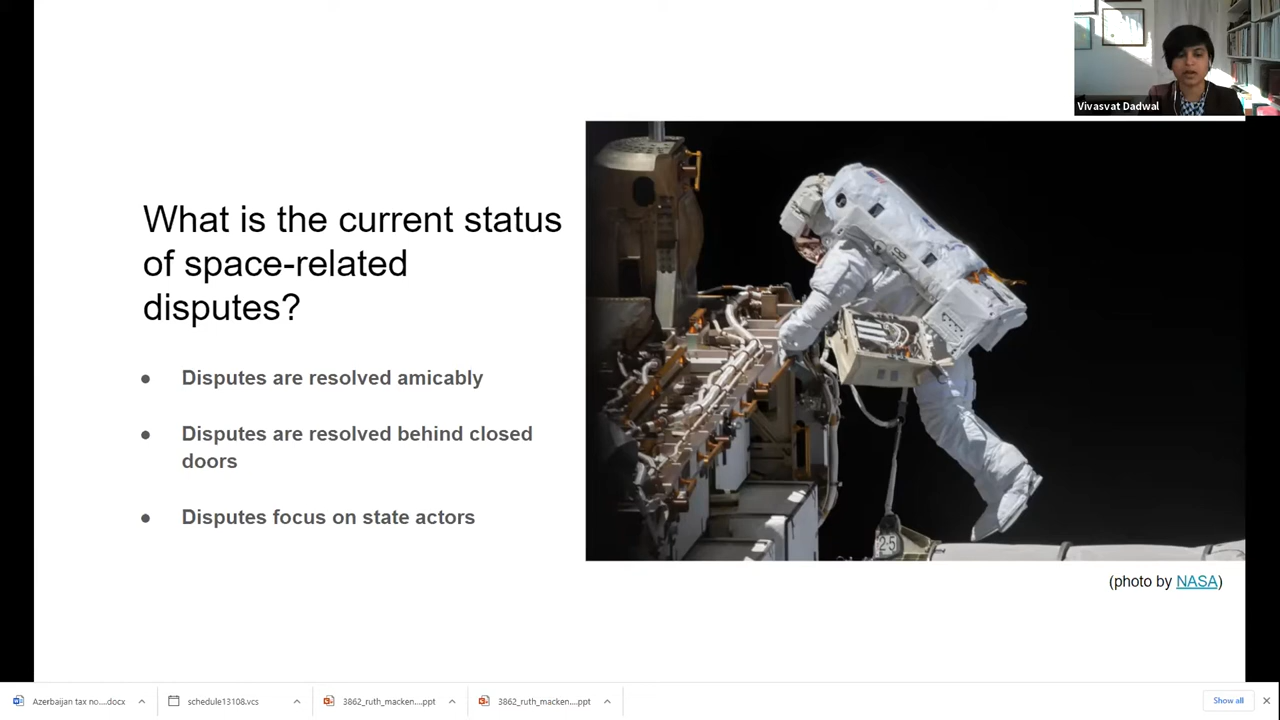 Vivasvat Dadwal
What is the current status
of space-related
disputes?
● Disputes are resolved amicably
● Disputes are resolved behind closed
doors
● Disputes focus on state actors
25
(photo by NASA)
Azerbaijan tax no....docx
schedule13108.vcs
3862_ruth_macken....ppt
3862_ruth_macken....ppt
Show all